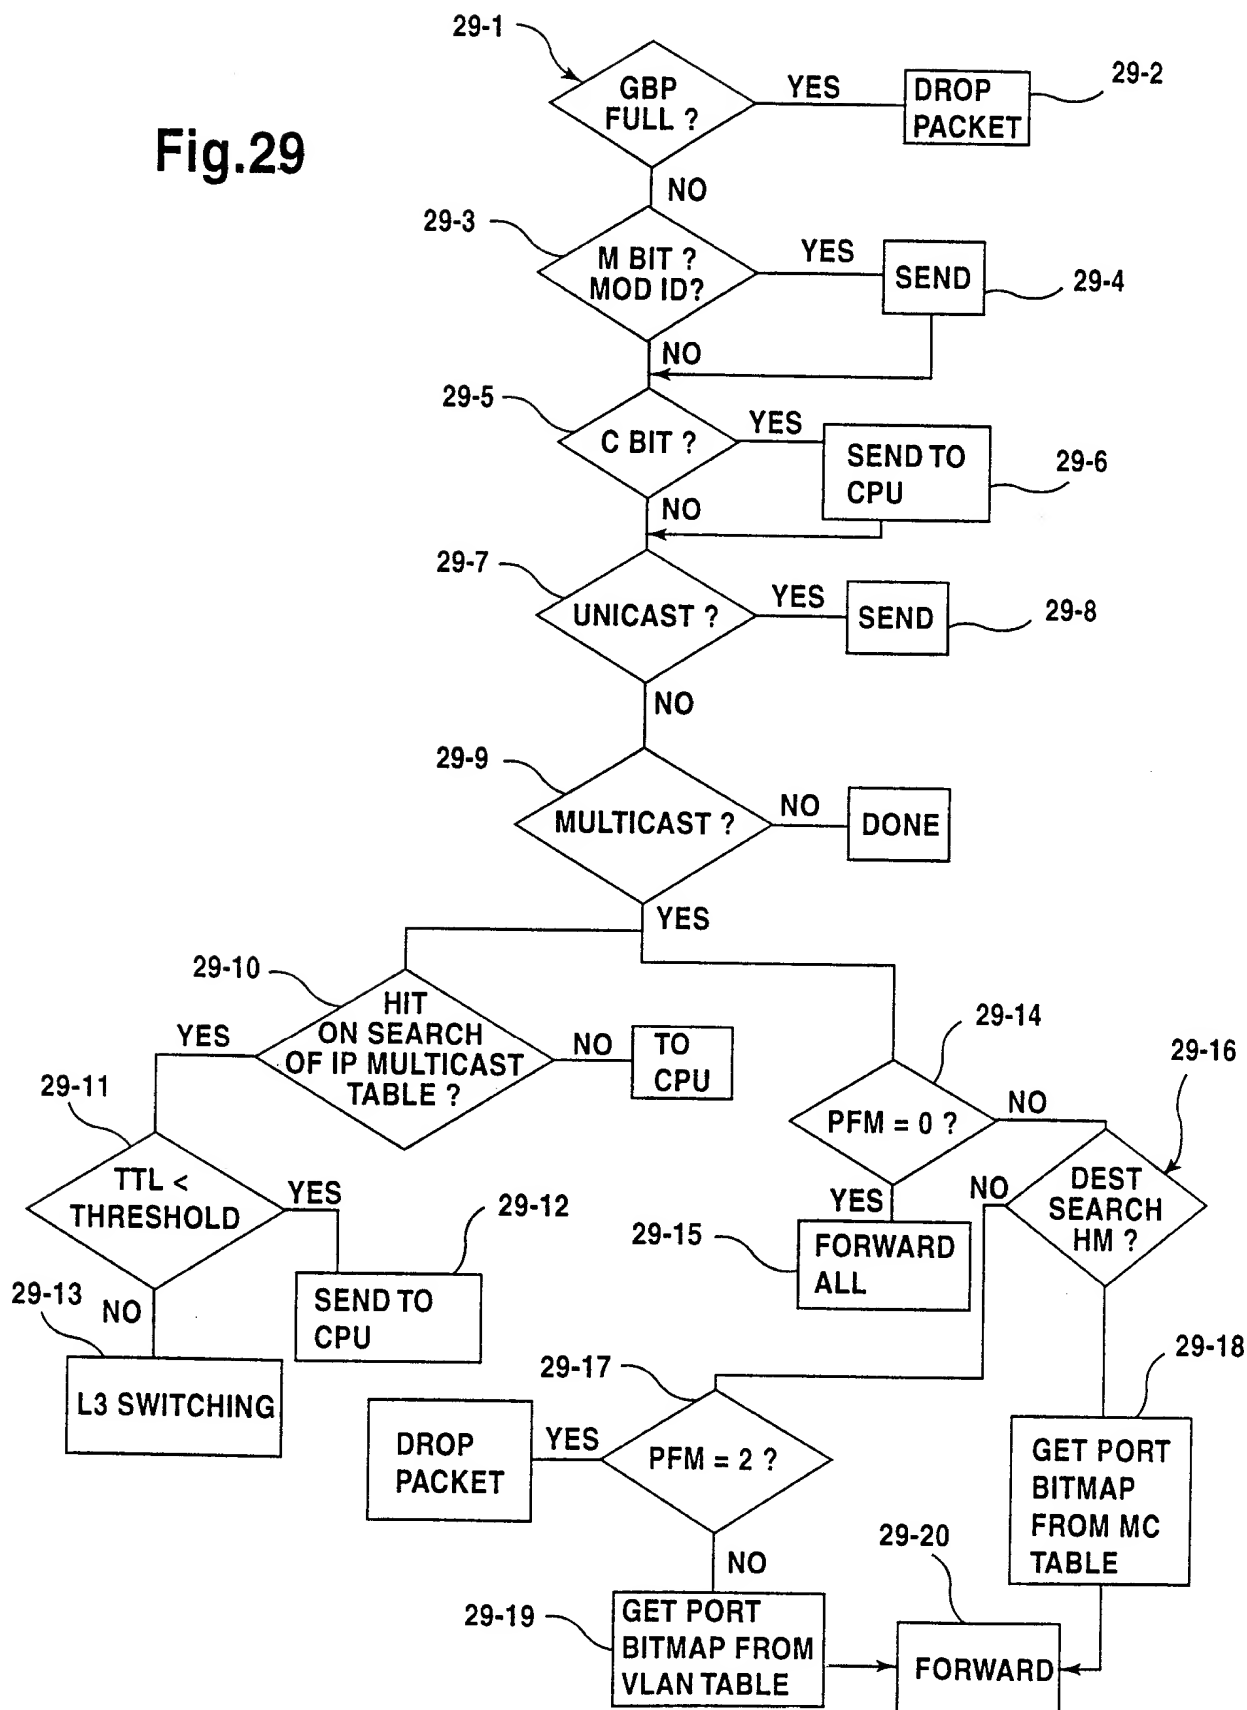 29-1
GBP
FULL ?
YES
DROP
PACKET
29-2
Fig.29
NO
29-3
M BIT ?
MOD ID?
YES
SEND
29-4
NO
29-5
C BIT ?
YES
SEND TO
CPU
29-6
NO
29-7
UNICAST ?
YES
SEND
29-8
NO
29-9
MULTICAST ?
NO
DONE
YES
29-10
HIT
ON SEARCH
OF IP MULTICAST
TABLE ?
YES
NO
TO
CPU
29-11
TTL <
THRESHOLD
YES
29-12
SEND TO
CPU
29-13
NO
L3 SWITCHING
29-14
PFM = 0 ?
NO
YES
29-15
FORWARD
ALL
29-16
DEST
SEARCH
HM ?
NO
29-17
PFM = 2 ?
YES
DROP
PACKET
NO
29-18
GET PORT
BITMAP
FROM MC
TABLE
29-19
GET PORT
BITMAP FROM
VLAN TABLE
29-20
FORWARD